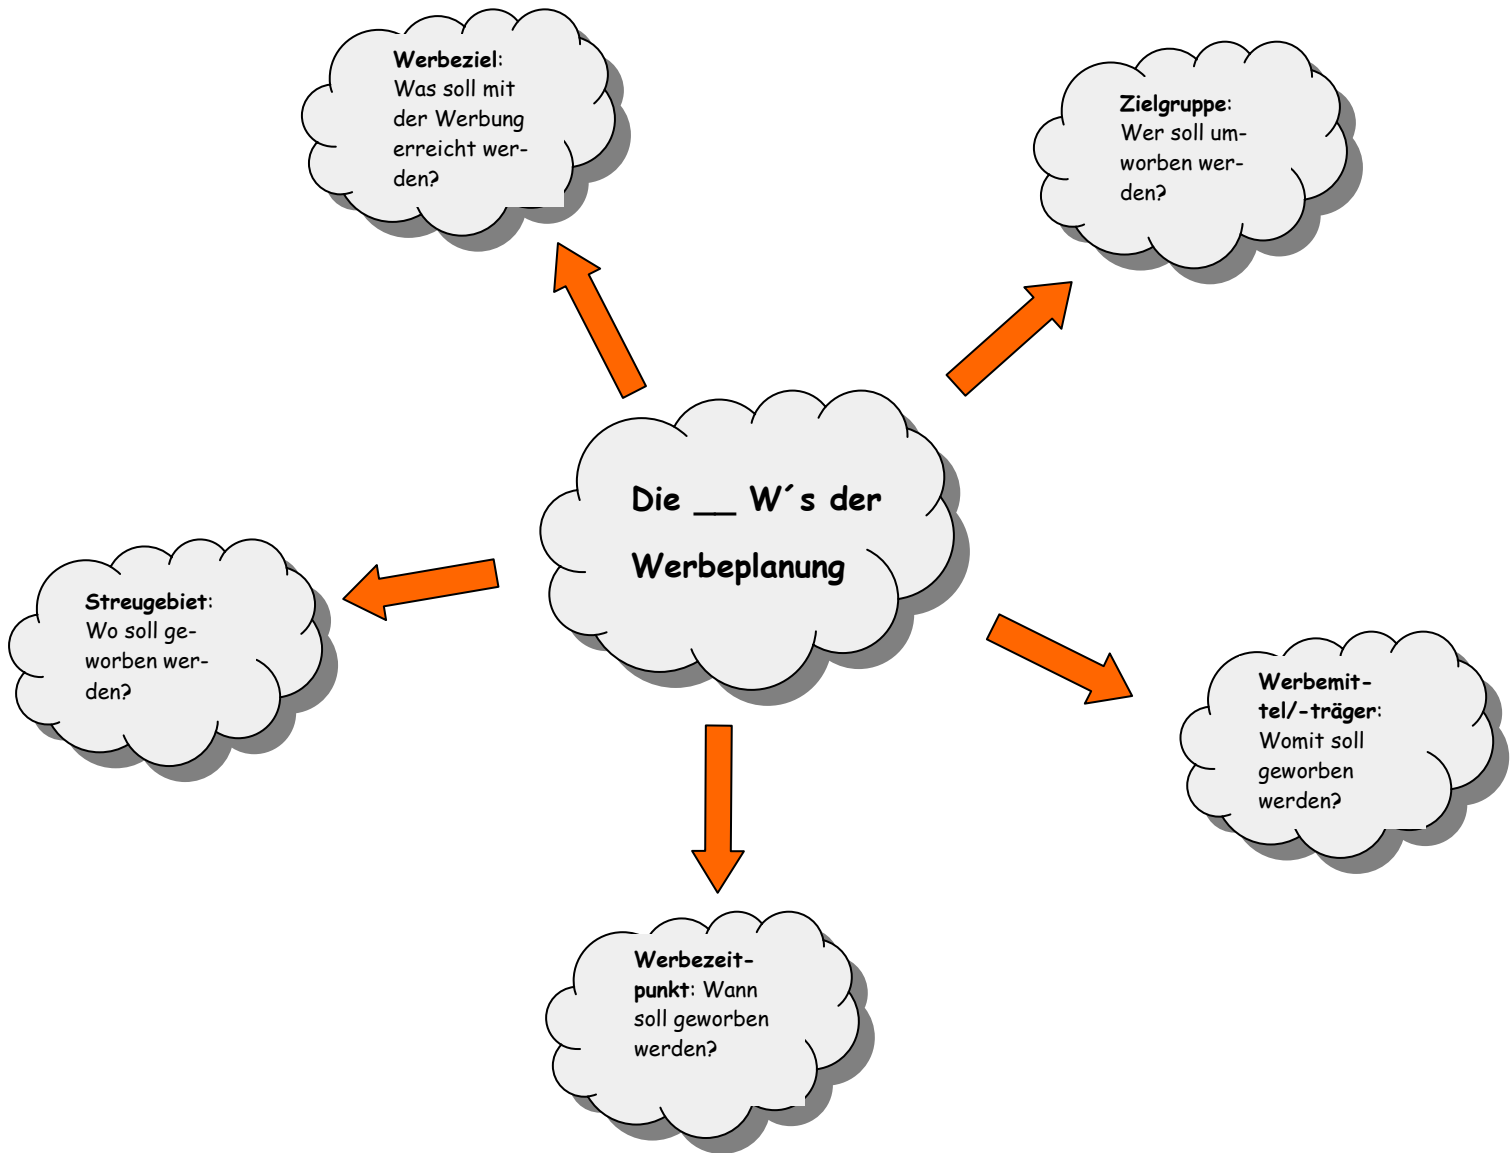 Werbeziel:
Was soll mit
der Werbung
erreicht wer-
den?
Zielgruppe:
Wer soll um-
worben wer-
den?
Die __ W´s der
Werbeplanung
Streugebiet:
Wo soll ge-
worben wer-
den?
Werbemit-
tel/-träger:
Womit soll
geworben
werden?
Werbezeit-
punkt: Wann
soll geworben
werden?